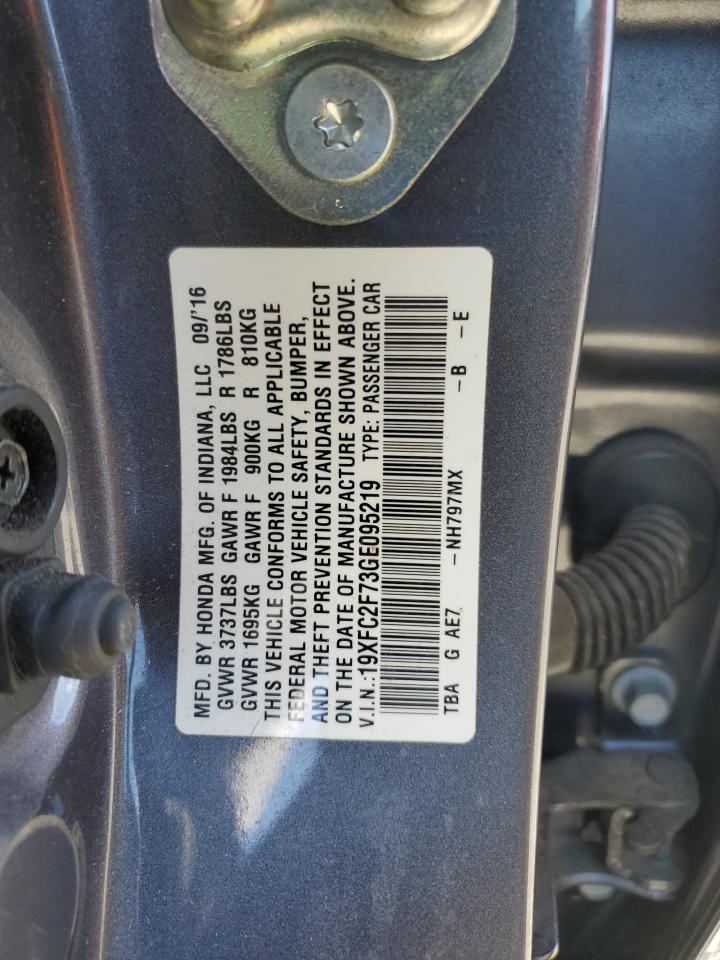 MFD. BY HONDA MFG. OF INDIANA, LLC 09/'16
GVWR 3737LBS GAWR F 1984LBS R 1786LBS
GVWR 1695KG GAWR F 900KG R 810KG
THIS VEHICLE CONFORMS TO ALL APPLICABLE
FEDERAL MOTOR VEHICLE SAFETY, BUMPER,
AND THEFT PREVENTION STANDARDS IN EFFECT
ON THE DATE OF MANUFACTURE SHOWN ABOVE.
V.I.N.:19XFC2F73GE095219 TYPE: PASSENGER CAR
TBA G AE7 -NH797MX -B -E